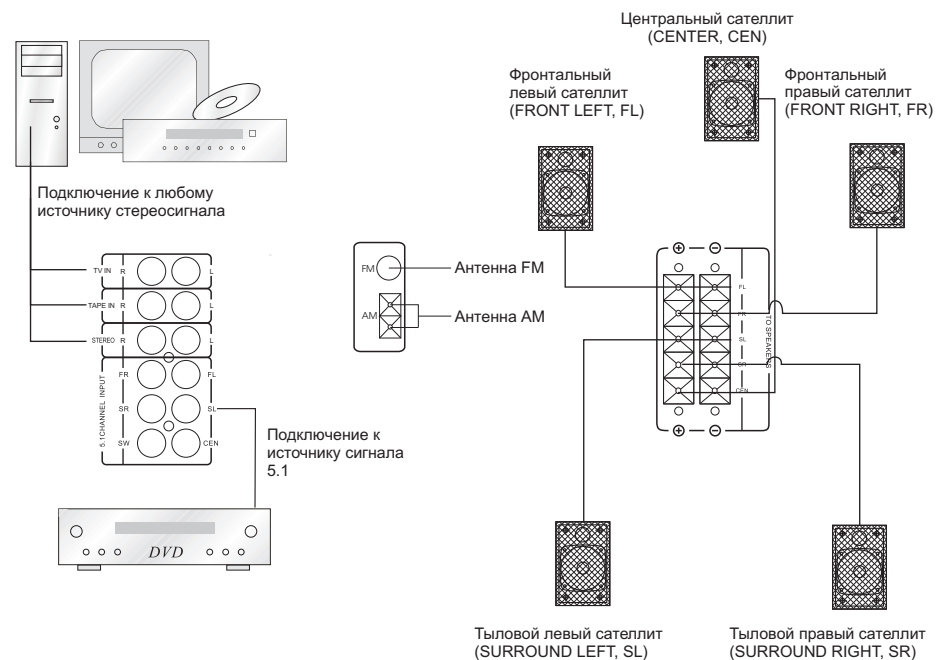 Центральный сателлит
(CENTER, CEN)
Фронтальный
левый сателлит
(FRONT LEFT, FL)
Фронтальный
правый сателлит
(FRONT RIGHT, FR)
Подключение к любому
источнику стереосигнала
TV IN R L
TAPE IN R L
STEREO R L
5.1CHANNEL INPUT
FR FL
SR SL
SW CEN
Подключение к
источнику сигнала
5.1
DVD
FM
Антенна FM
AM
Антенна AM
FL
FR
SL
SR
CEN
TO SPEAKERS
Тыловой левый сателлит
(SURROUND LEFT, SL)
Тыловой правый сателлит
(SURROUND RIGHT, SR)